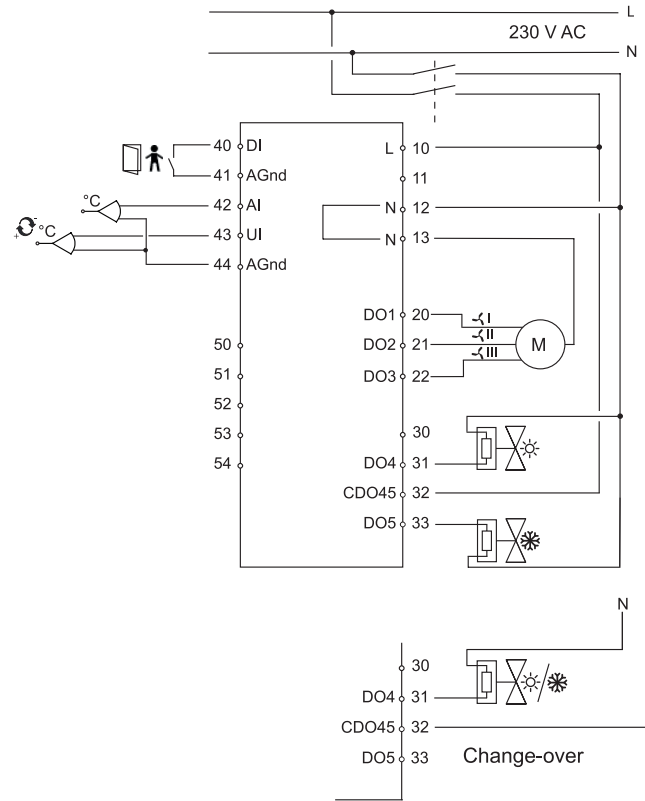 L
230 V AC
N
40 DI L 10
41 AGnd 11
°C 42 AI N 12
°C 43 UI N 13
44 AGnd
DO1 20 I
50 DO2 21 II M
51 DO3 22 III
52
53 30
54 DO4 31
CDO45 32
DO5 33
N
30
DO4 31
CDO45 32
DO5 33 Change-over